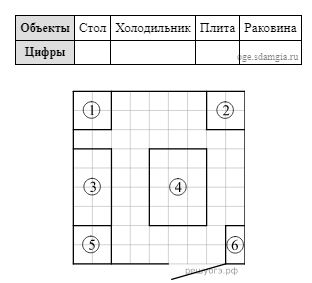 Объекты Стол Холодильник Плита Раковина
Цифры
oge.sdamgia.ru
1 2
3 4
5 6
решуогэ.рф